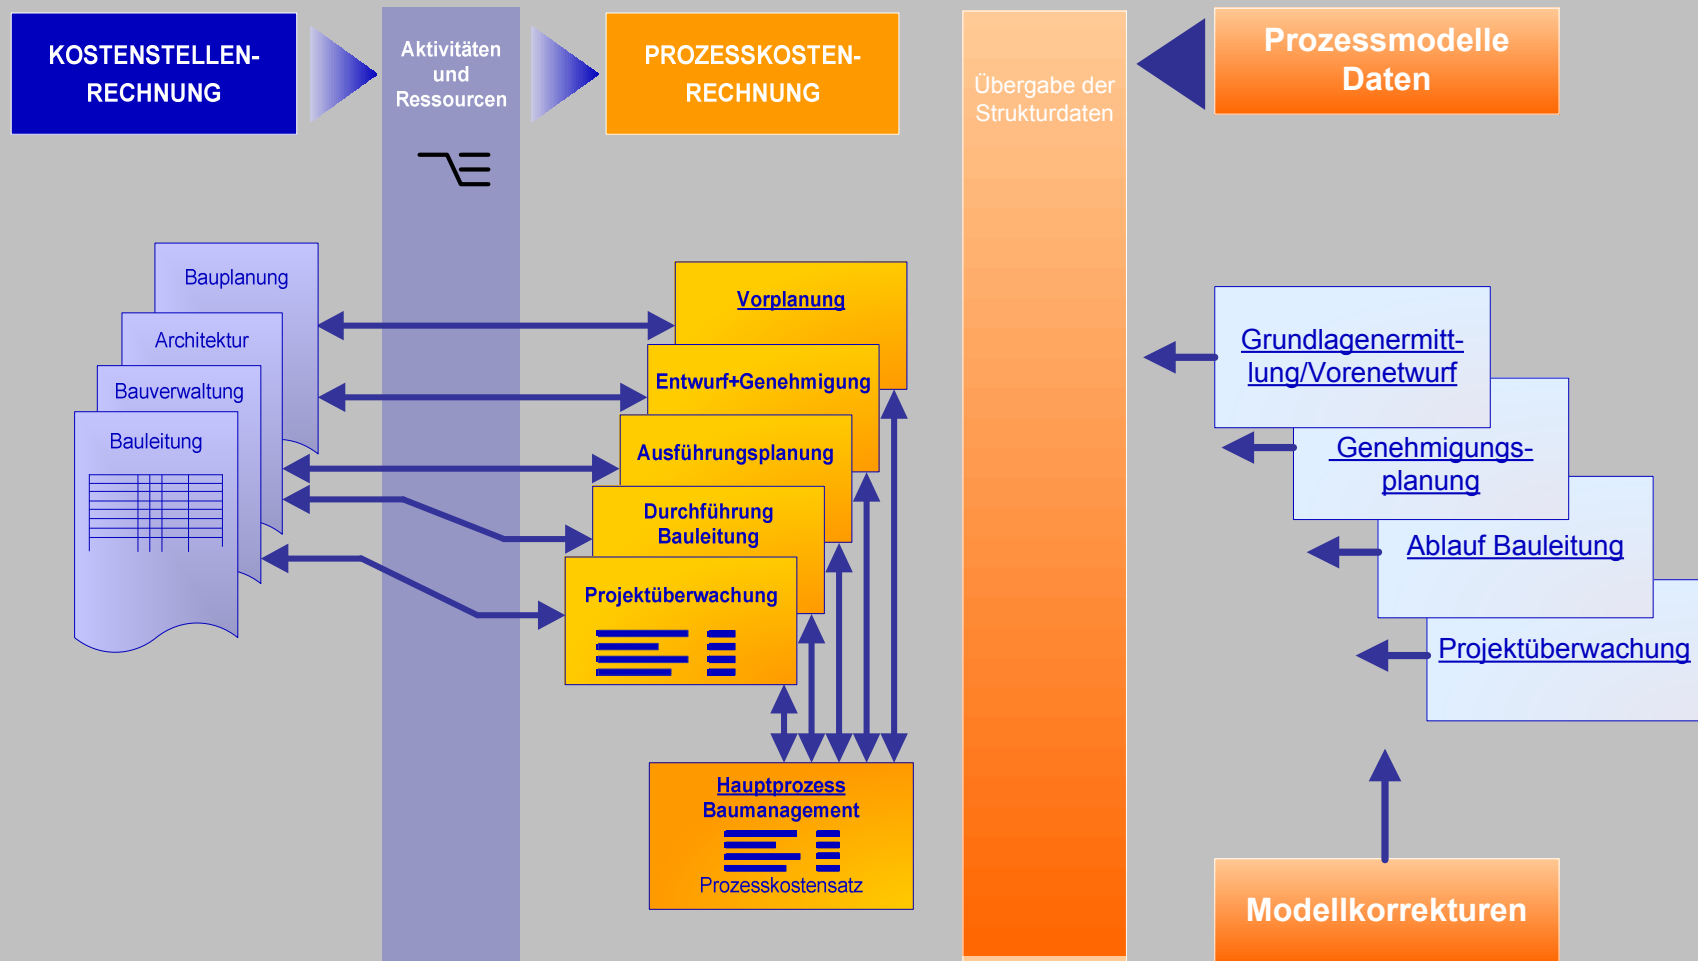 KOSTENSTELLEN-
RECHNUNG
Aktivitäten
und
Ressourcen
PROZESSKOSTEN-
RECHNUNG
Übergabe der
Strukturdaten
Prozessmodelle
Daten
Bauplanung
Architektur
Bauverwaltung
Bauleitung
Vorplanung
Entwurf+Genehmigung
Ausführungsplanung
Durchführung
Bauleitung
Projektüberwachung
Hauptprozess
Baumanagement
Prozesskostensatz
Grundlagenermitt-
lung/Vorenetwurf
Genehmigungs-
planung
Ablauf Bauleitung
Projektüberwachung
Modellkorrekturen